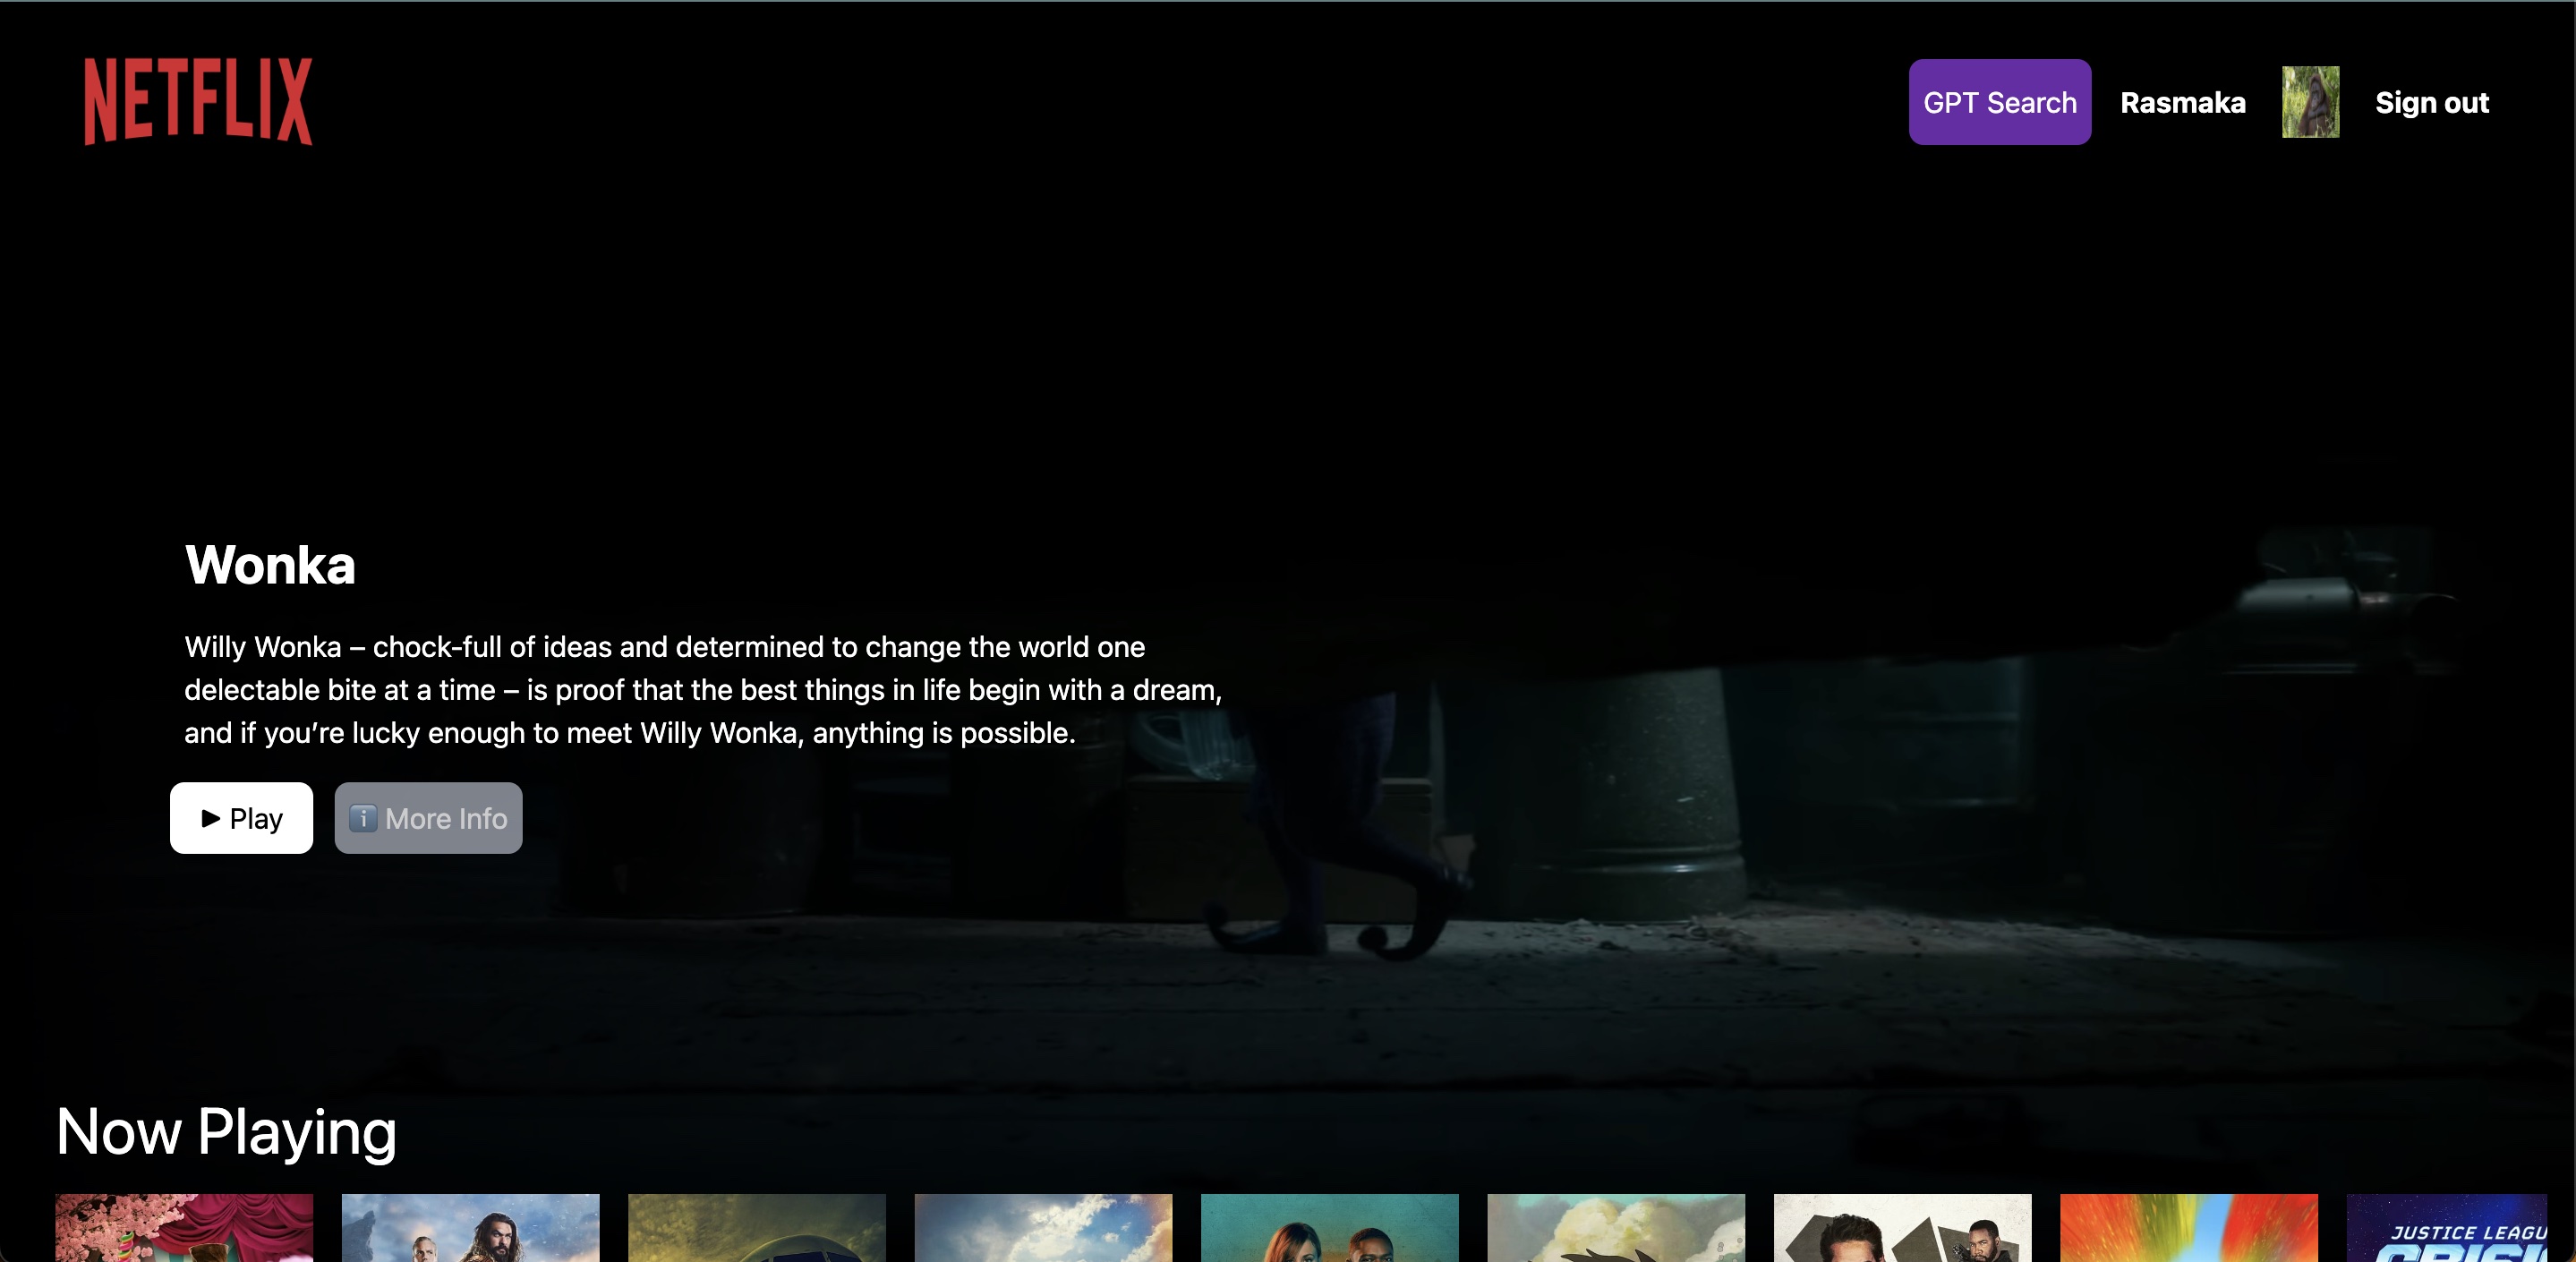 NETFLIX
GPT Search
Rasmaka
Sign out
Wonka
Willy Wonka – chock-full of ideas and determined to change the world one
delectable bite at a time – is proof that the best things in life begin with a dream,
and if you’re lucky enough to meet Willy Wonka, anything is possible.
▶ Play
ℹ️ More Info
Now Playing
JUSTICE LEAGU
CRISI